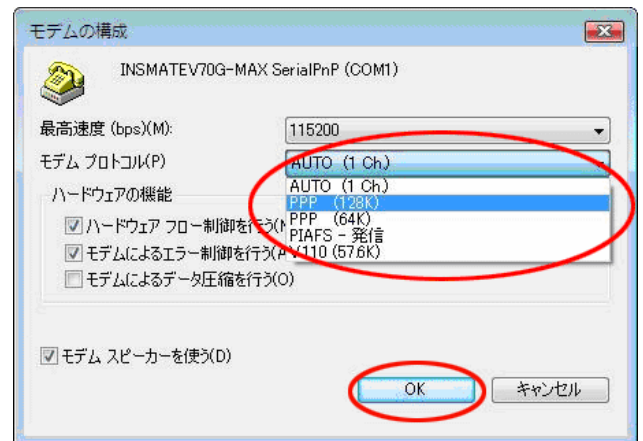 モデムの構成
INSMATEV70G-MAX SerialPnP (COM1)
最高速度 (bps)(M):
115200
モデム プロトコル(P)
AUTO (1 Ch.)
AUTO (1 Ch.)
PPP (128K)
PPP (64K)
PIAFS - 発信
V.110 (57.6K)
ハードウェアの機能
ハードウェア フロー制御を行う(
モデムによるエラー制御を行う(
モデムによるデータ圧縮を行う(O)
モデム スピーカーを使う(D)
OK
キャンセル